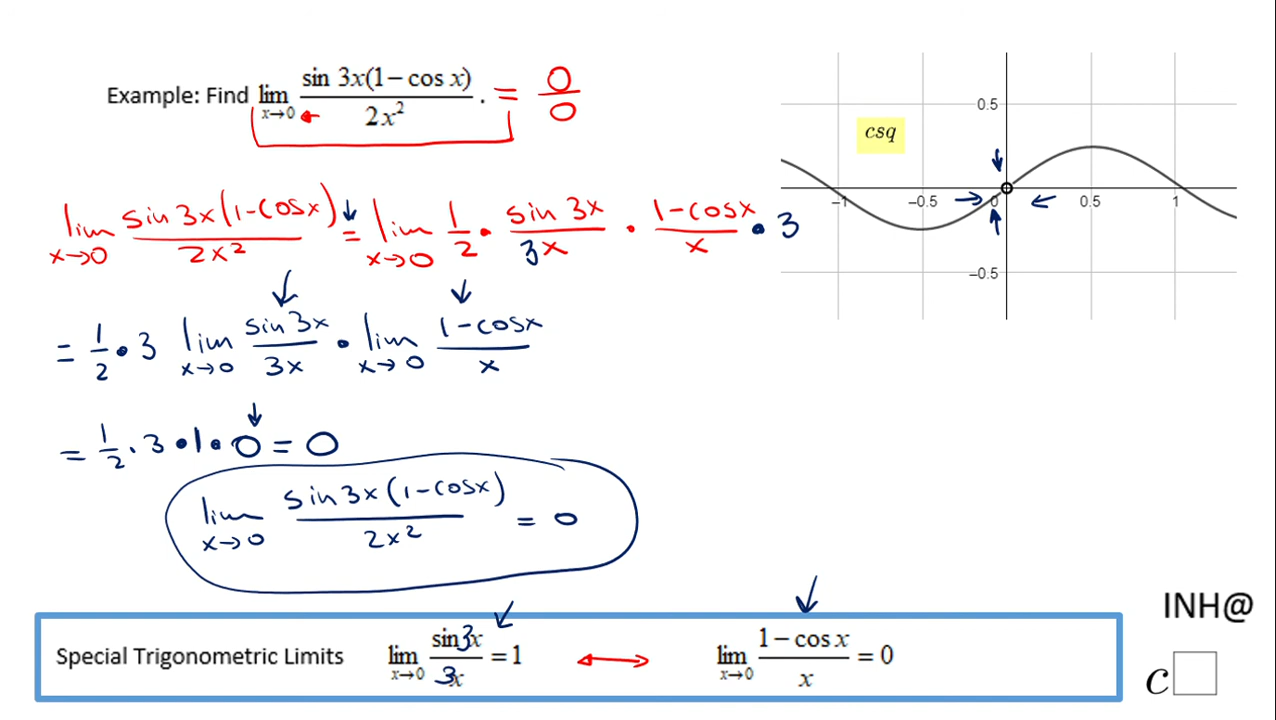 Example: Find lim x→0 sin 3x(1−cos x) / 2x² . = 0/0
lim x→0 sin 3x(1-cosx) / 2x² = lim x→0 1/2 • sin 3x / 3x • 1-cosx / x • 3
= 1/2 • 3 lim x→0 sin 3x / 3x • lim x→0 1-cosx / x
= 1/2 • 3 • 1 • 0 = 0
lim x→0 sin 3x (1-cosx) / 2x² = 0
csq
0.5
−1 −0.5 0 0.5 1
−0.5
Special Trigonometric Limits lim x→0 sin 3x / 3x = 1 ⟷ lim x→0 1 − cos x / x = 0
INH@
c